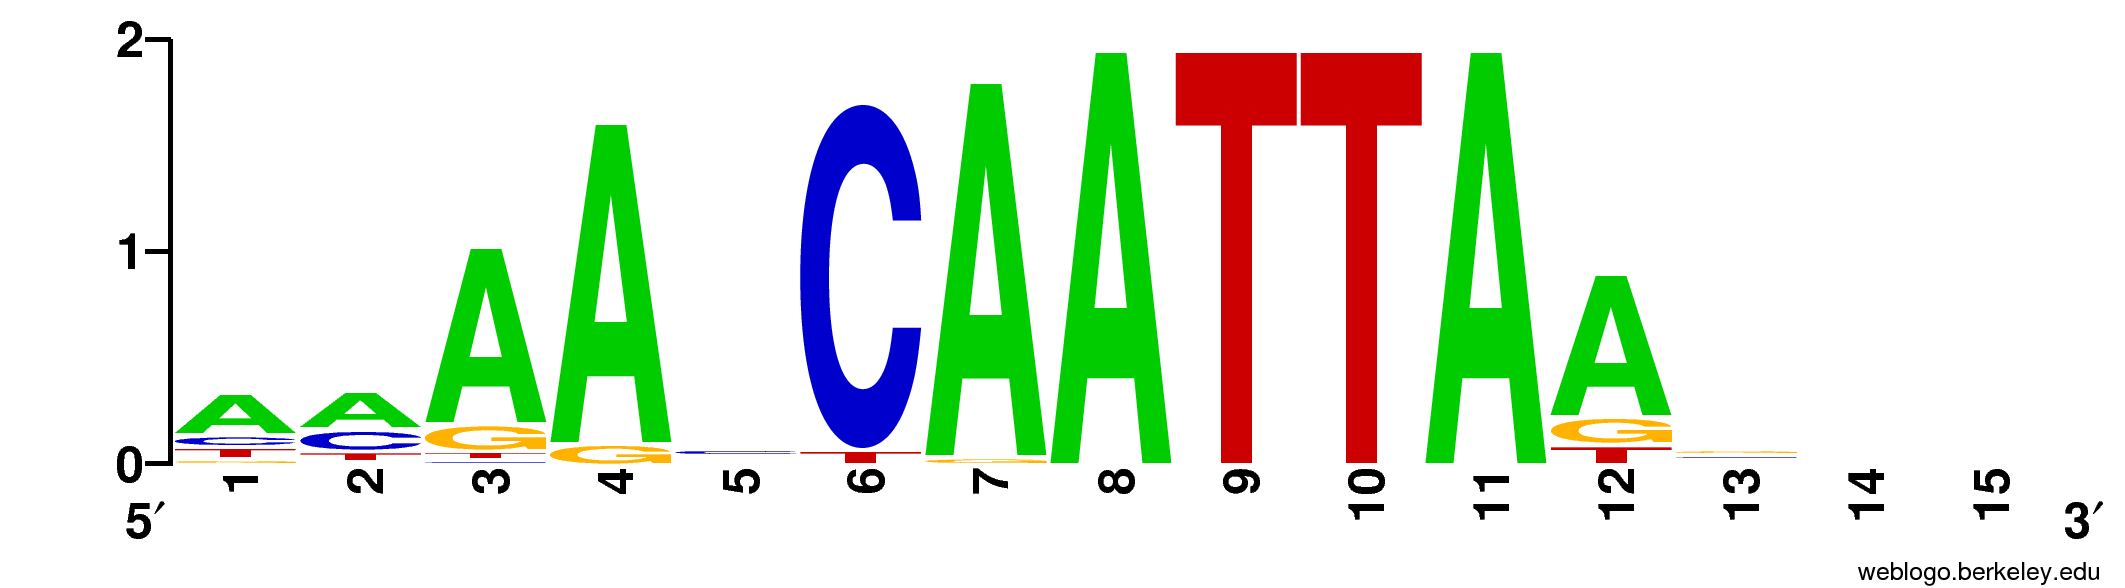 2
1
0
A A A A C A A T T A A
C C G G T G G
T T T T
1 2 3 4 5 6 7 8 9 10 11 12 13 14 15
5′ 3′
weblogo.berkeley.edu